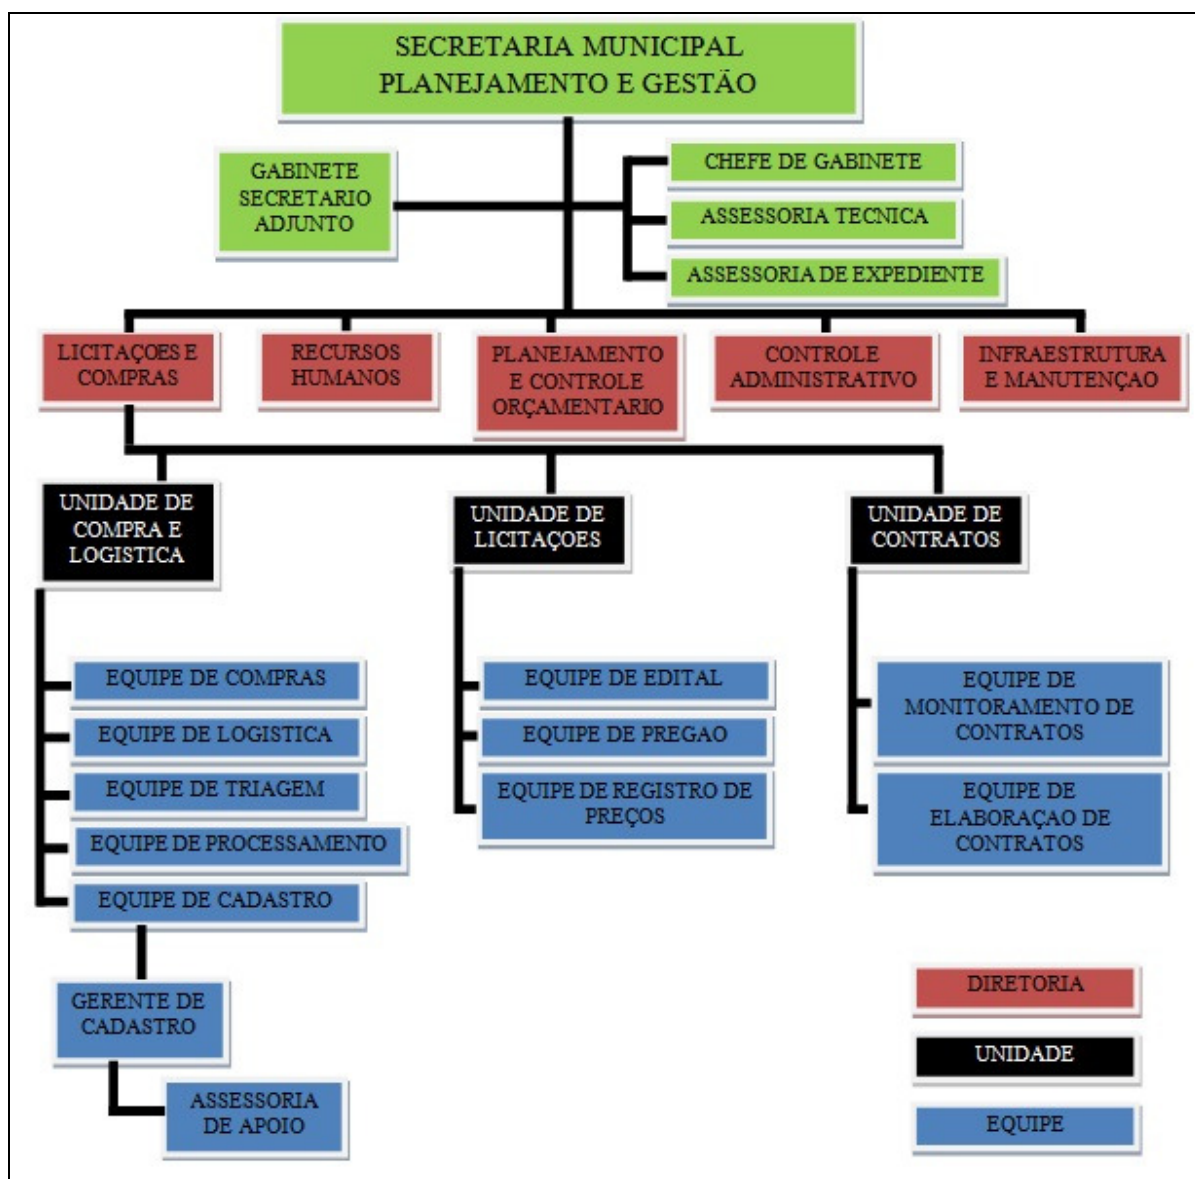 SECRETARIA MUNICIPAL
PLANEJAMENTO E GESTÃO
GABINETE
SECRETARIO
ADJUNTO
CHEFE DE GABINETE
ASSESSORIA TECNICA
ASSESSORIA DE EXPEDIENTE
LICITAÇOES E
COMPRAS
RECURSOS
HUMANOS
PLANEJAMENTO
E CONTROLE
ORÇAMENTARIO
CONTROLE
ADMINISTRATIVO
INFRAESTRUTURA
E MANUTENÇAO
UNIDADE DE
COMPRA E
LOGISTICA
UNIDADE DE
LICITAÇOES
UNIDADE DE
CONTRATOS
EQUIPE DE COMPRAS
EQUIPE DE LOGISTICA
EQUIPE DE TRIAGEM
EQUIPE DE PROCESSAMENTO
EQUIPE DE CADASTRO
EQUIPE DE EDITAL
EQUIPE DE PREGAO
EQUIPE DE REGISTRO DE
PREÇOS
EQUIPE DE
MONITORAMENTO DE
CONTRATOS
EQUIPE DE
ELABORAÇAO DE
CONTRATOS
GERENTE DE
CADASTRO
ASSESSORIA
DE APOIO
DIRETORIA
UNIDADE
EQUIPE